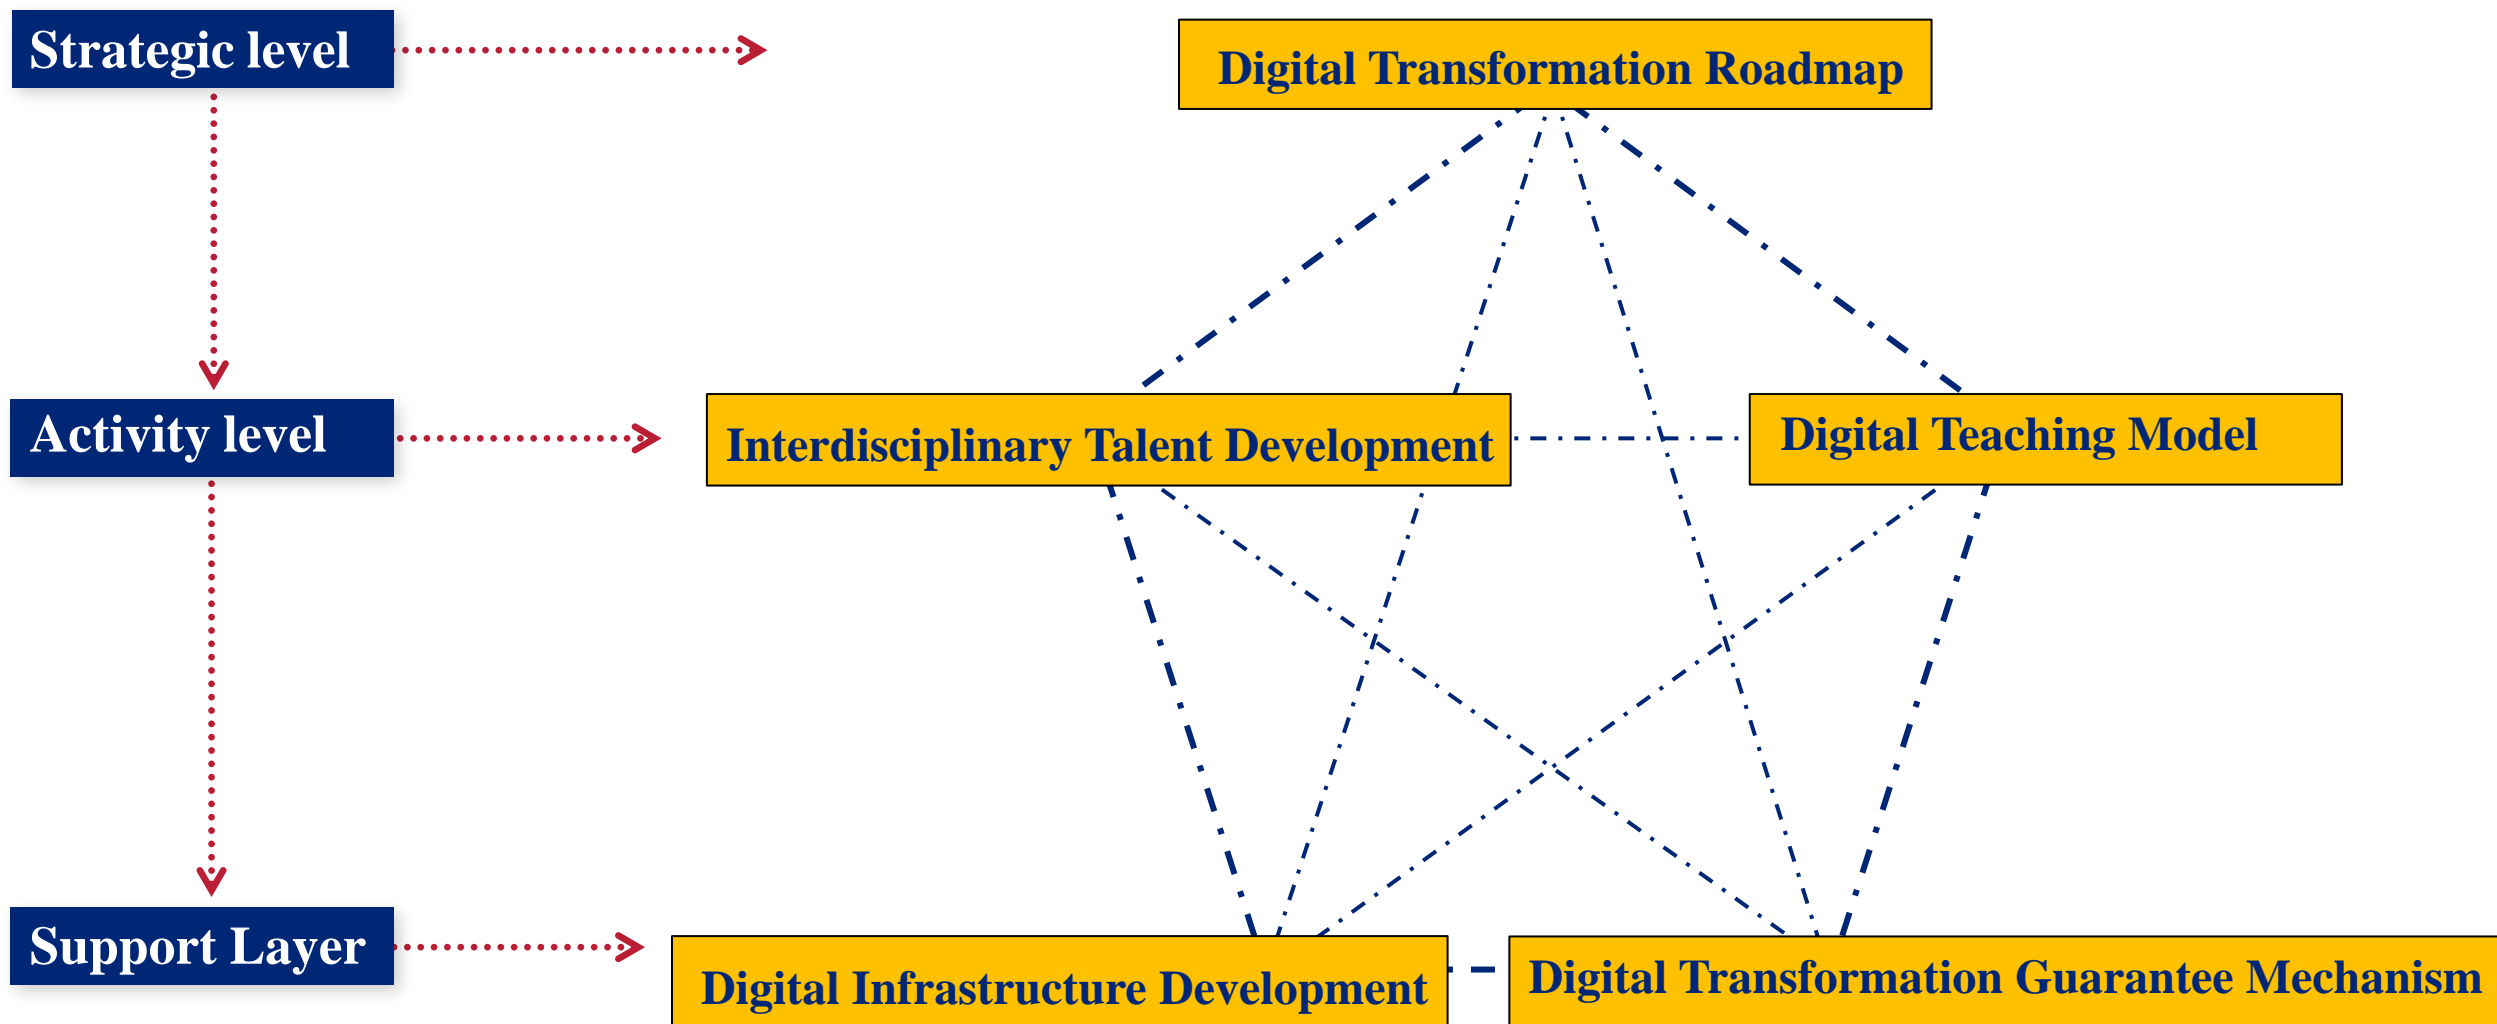 Strategic level
Digital Transformation Roadmap
Activity level
Interdisciplinary Talent Development
Digital Teaching Model
Support Layer
Digital Infrastructure Development
Digital Transformation Guarantee Mechanism